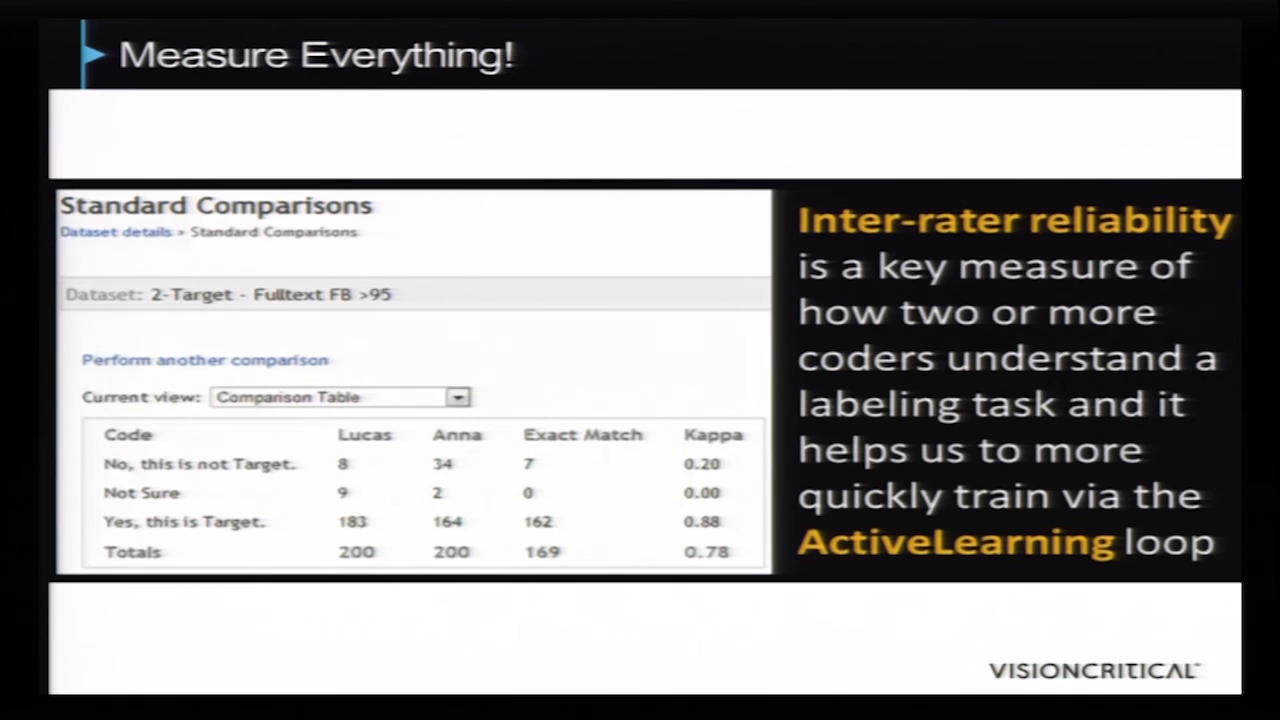 Measure Everything!
Standard Comparisons
Dataset details > Standard Comparisons
Dataset: 2-Target - Fulltext FB >95
Perform another comparison
Current view: Comparison Table
Code Lucas Anna Exact Match Kappa
No, this is not Target. 8 34 7 0.20
Not Sure 9 2 0 0.00
Yes, this is Target. 183 164 162 0.88
Totals 200 200 169 0.78
Inter-rater reliability
is a key measure of
how two or more
coders understand a
labeling task and it
helps us to more
quickly train via the
ActiveLearning loop
VISIONCRITICAL